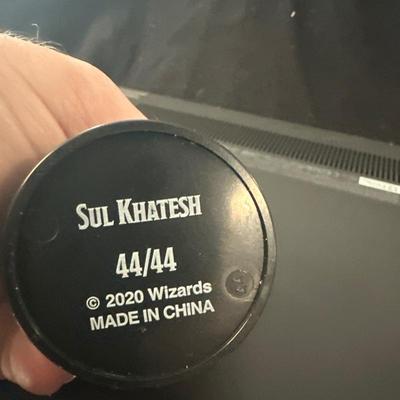 SUL KHATESH
44/44
© 2020 Wizards
MADE IN CHINA